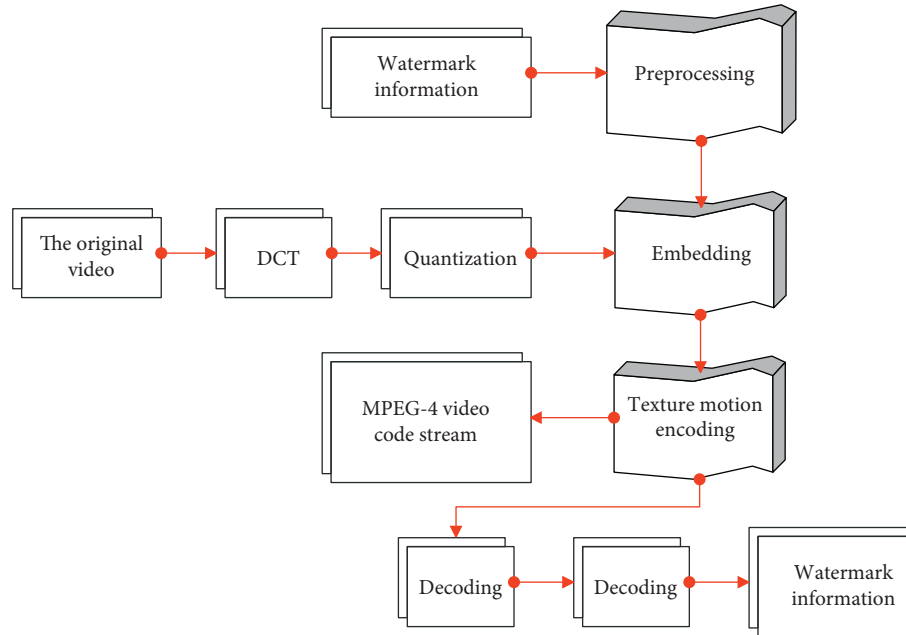 Watermark
information
Preprocessing
The original
video
DCT
Quantization
Embedding
MPEG-4 video
code stream
Texture motion
encoding
Decoding
Decoding
Watermark
information